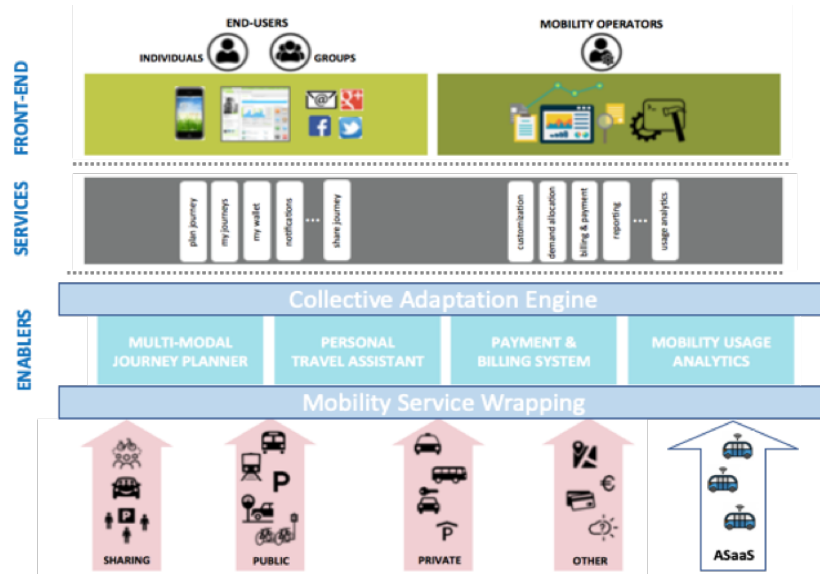 END-USERS
MOBILITY OPERATORS
INDIVIDUALS
GROUPS
FRONT-END
@
g+
f
SERVICES
plan journey
my journeys
my wallet
notifications
...
share journey
customization
demand allocation
billing & payment
reporting
...
usage analytics
ENABLERS
Collective Adaptation Engine
MULTI-MODAL
JOURNEY PLANNER
PERSONAL
TRAVEL ASSISTANT
PAYMENT &
BILLING SYSTEM
MOBILITY USAGE
ANALYTICS
Mobility Service Wrapping
P
P
P
€
?
SHARING
PUBLIC
PRIVATE
OTHER
ASaaS